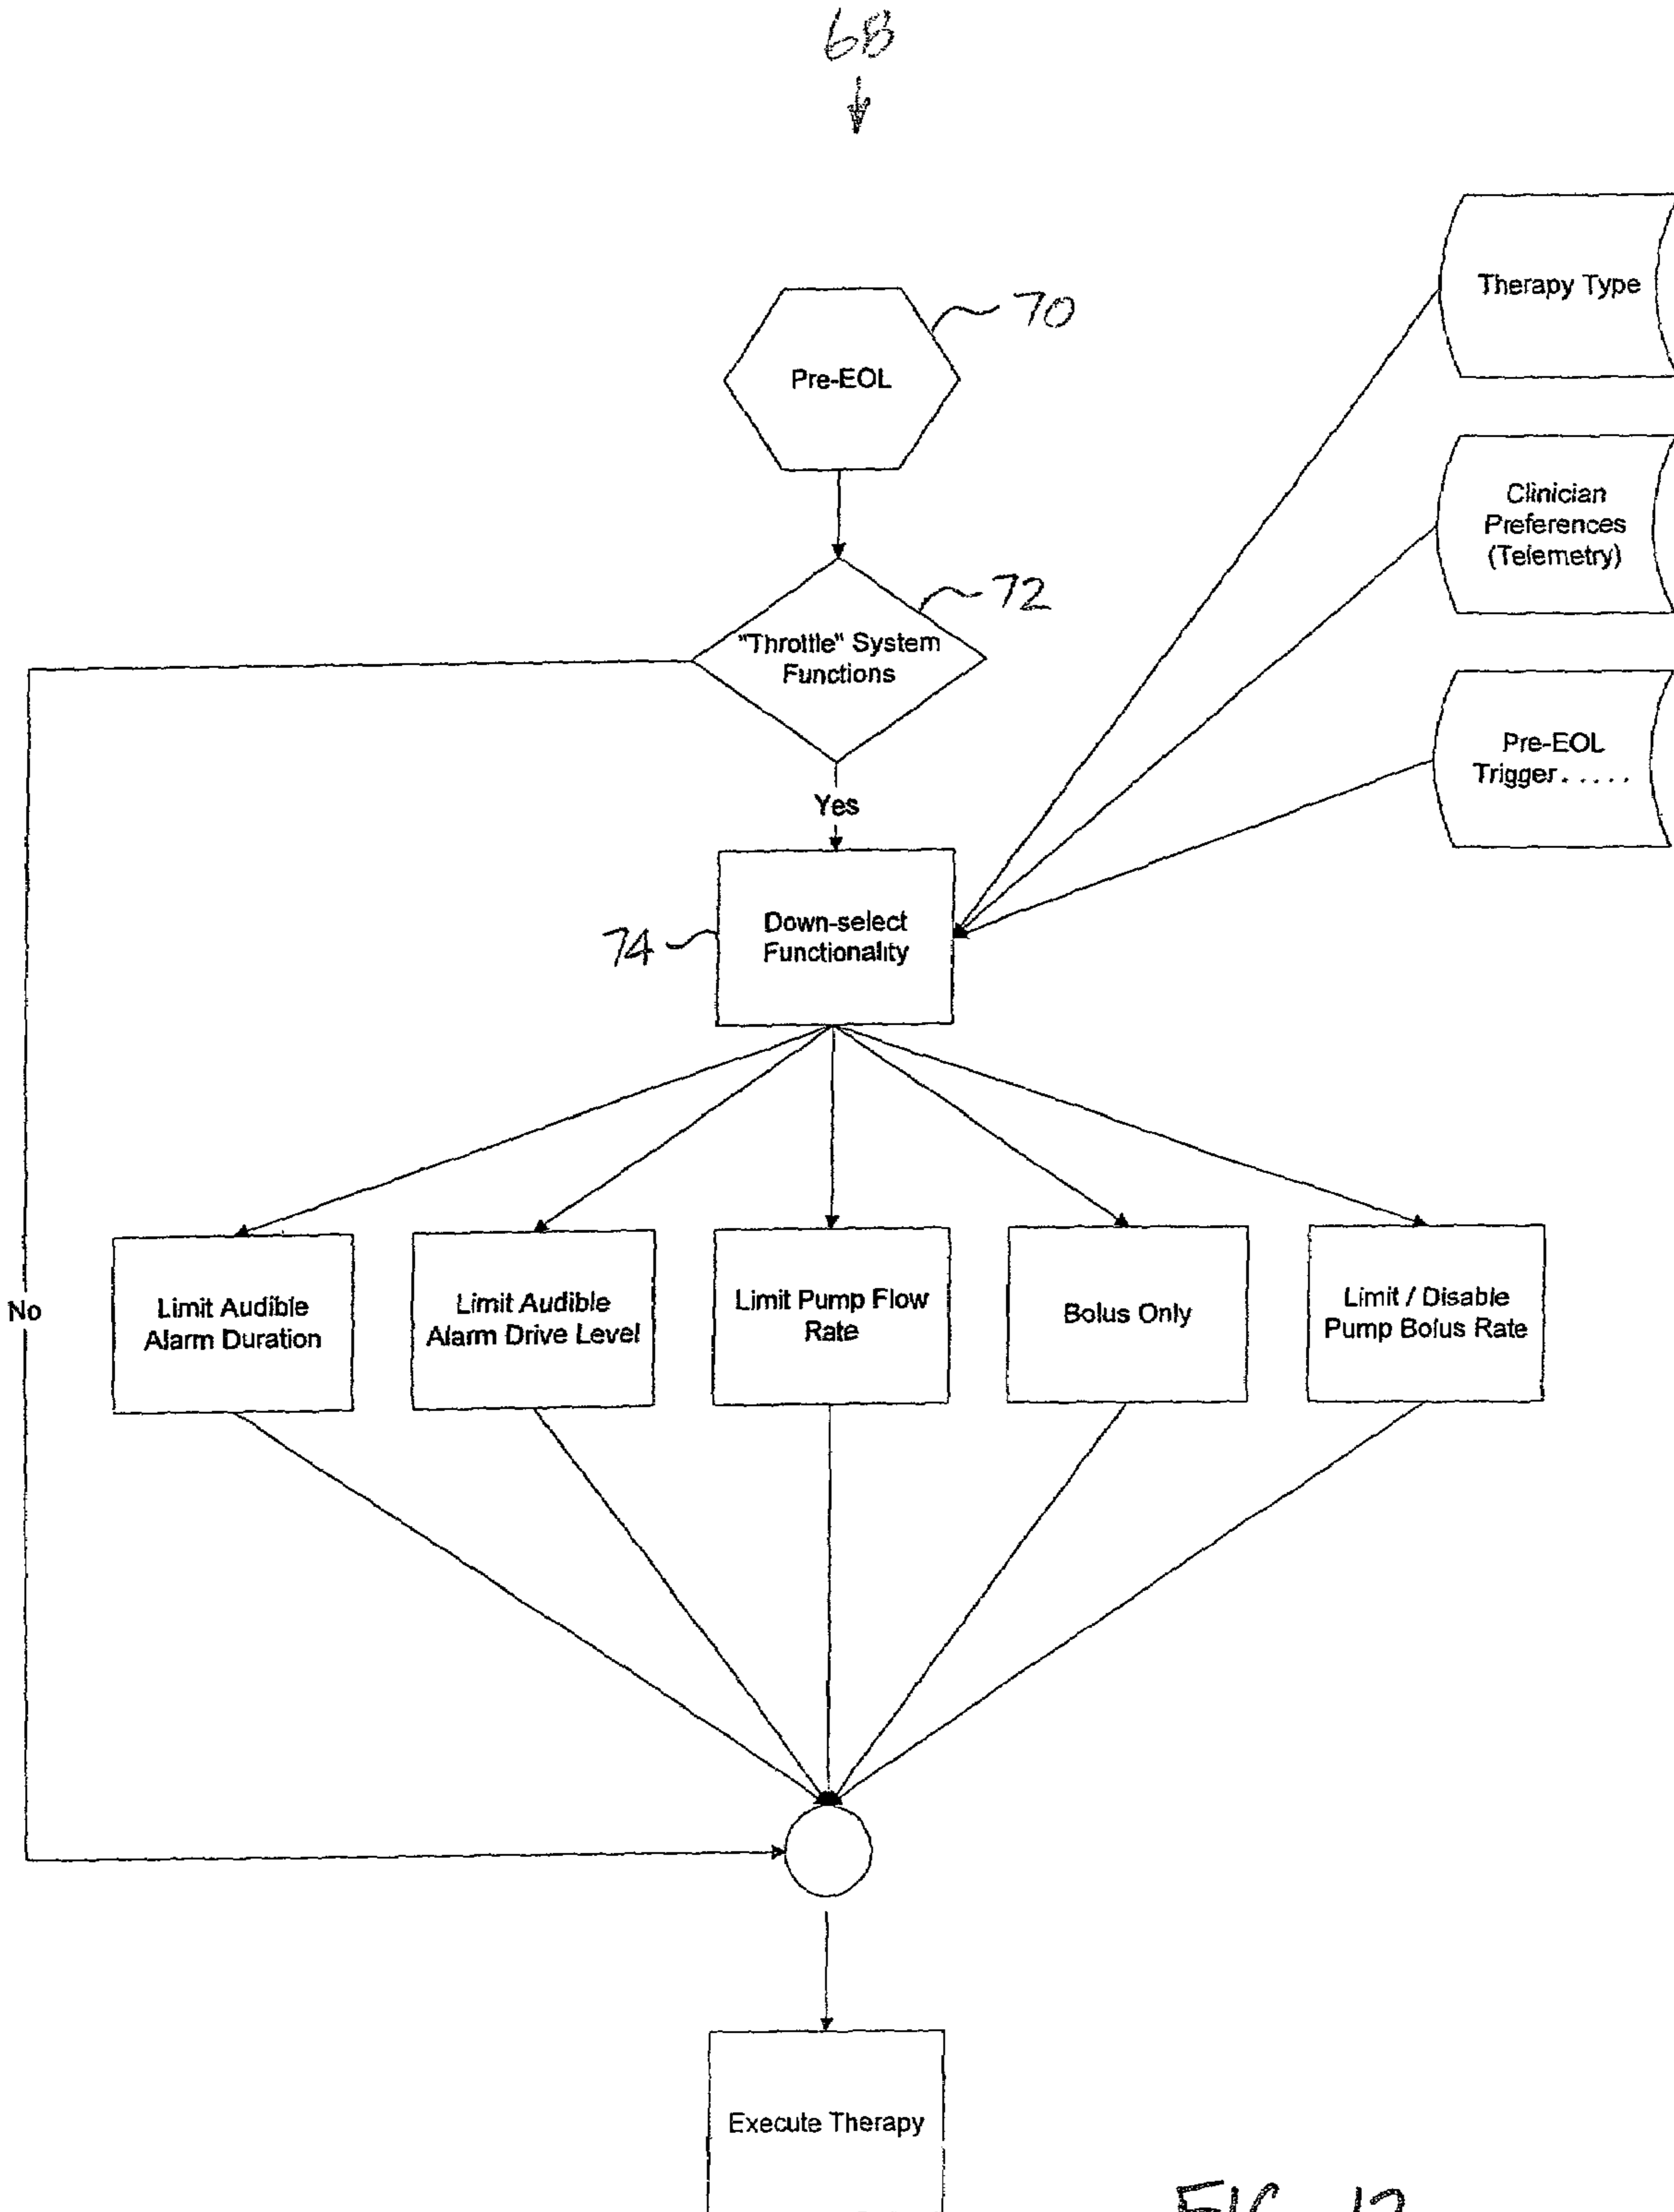 68
70
Pre-EOL
Therapy Type
Clinician
Preferences
(Telemetry)
72
"Throttle" System
Functions
Pre-EOL
Trigger.....
Yes
74
Down-select
Functionality
No
Limit Audible
Alarm Duration
Limit Audible
Alarm Drive Level
Limit Pump Flow
Rate
Bolus Only
Limit / Disable
Pump Bolus Rate
Execute Therapy